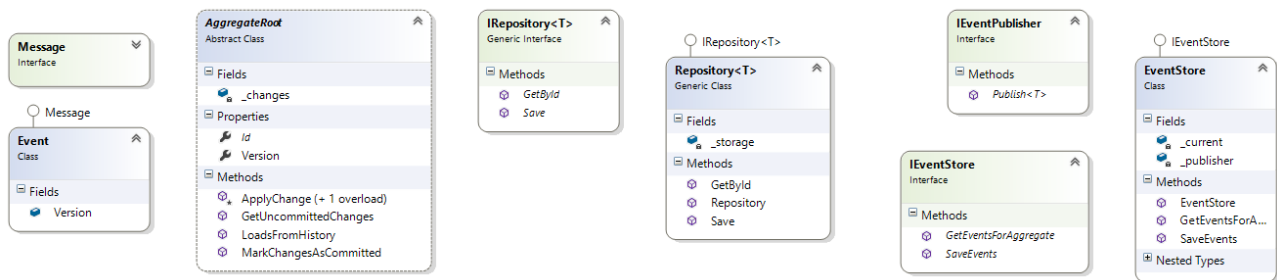 Message
Interface
Message
Event
Class
Fields
Version
AggregateRoot
Abstract Class
Fields
_changes
Properties
Id
Version
Methods
ApplyChange (+ 1 overload)
GetUncommittedChanges
LoadsFromHistory
MarkChangesAsCommitted
IRepository<T>
Generic Interface
Methods
GetById
Save
IRepository<T>
Repository<T>
Generic Class
Fields
_storage
Methods
GetById
Repository
Save
IEventPublisher
Interface
Methods
Publish<T>
IEventStore
Interface
Methods
GetEventsForAggregate
SaveEvents
IEventStore
EventStore
Class
Fields
_current
_publisher
Methods
EventStore
GetEventsForA...
SaveEvents
Nested Types